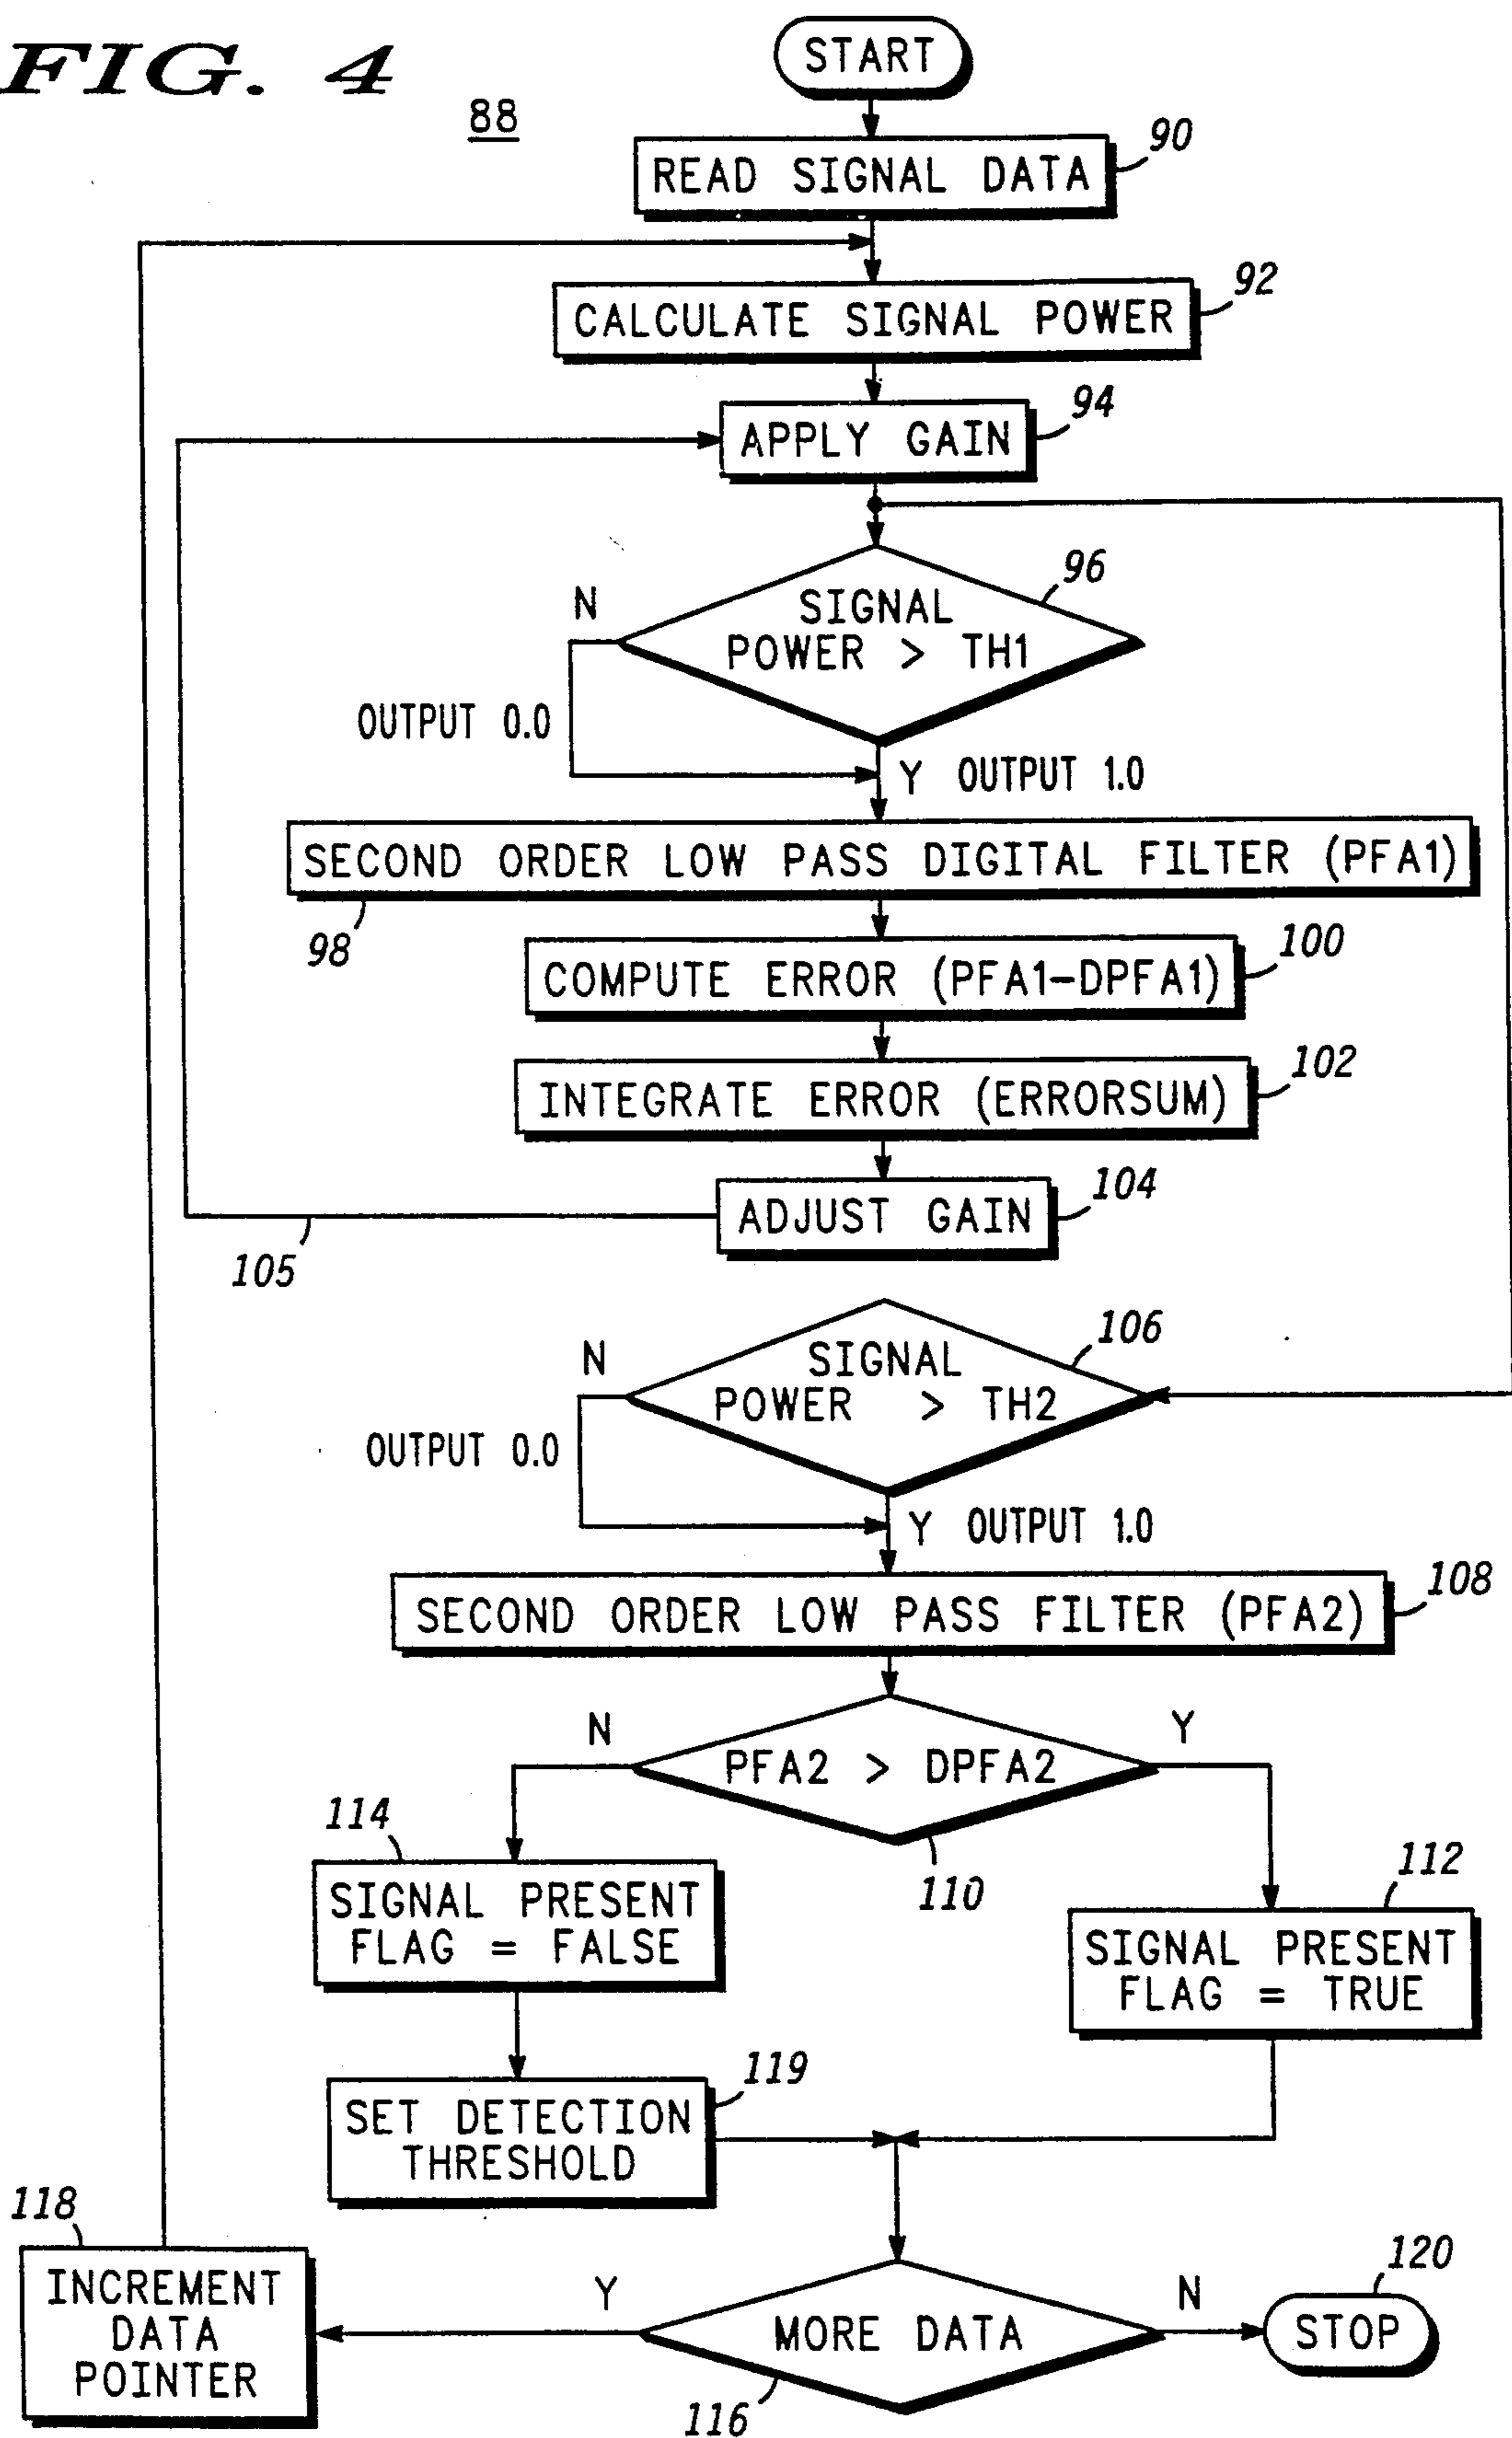 FIG. 4
88
START
READ SIGNAL DATA
90
CALCULATE SIGNAL POWER
92
APPLY GAIN
94
SIGNAL
POWER > TH1
96
N
OUTPUT 0.0
Y OUTPUT 1.0
SECOND ORDER LOW PASS DIGITAL FILTER (PFA1)
98
COMPUTE ERROR (PFA1-DPFA1)
100
INTEGRATE ERROR (ERRORSUM)
102
ADJUST GAIN
104
105
SIGNAL
POWER > TH2
106
N
OUTPUT 0.0
Y OUTPUT 1.0
SECOND ORDER LOW PASS FILTER (PFA2)
108
N
PFA2 > DPFA2
Y
110
114
SIGNAL PRESENT
FLAG = FALSE
112
SIGNAL PRESENT
FLAG = TRUE
SET DETECTION
THRESHOLD
119
118
INCREMENT
DATA
POINTER
Y
MORE DATA
N
116
120
STOP